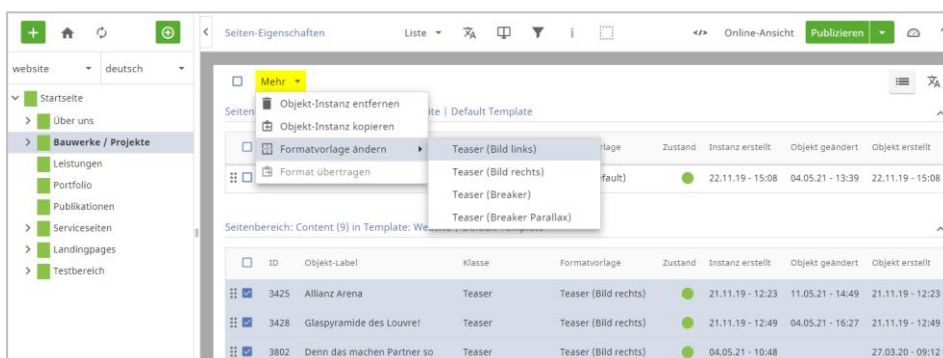 Seiten-Eigenschaften Liste Online-Ansicht Publizieren
website deutsch
Mehr
Startseite
Über uns
Bauwerke / Projekte
Leistungen
Portfolio
Publikationen
Serviceseiten
Landingpages
Testbereich
Objekt-Instanz entfernen
Objekt-Instanz kopieren
Formatvorlage ändern
Format übertragen
Teaser (Bild links)
Teaser (Bild rechts)
Teaser (Breaker)
Teaser (Breaker Parallax)
Seiten ite | Default Template
Zustand Instanz erstellt Objekt geändert Objekt erstellt
22.11.19 - 15:08 04.05.21 - 13:39 22.11.19 - 15:08
Seitenbereich: Content (9) in Template: Website | Default Template
ID Objekt-Label Klasse Formatvorlage Zustand Instanz erstellt Objekt geändert Objekt erstellt
3425 Allianz Arena Teaser Teaser (Bild rechts) 21.11.19 - 12:23 11.05.21 - 14:49 21.11.19 - 12:23
3428 Glaspyramide des Louvre! Teaser Teaser (Bild rechts) 21.11.19 - 12:49 04.05.21 - 16:27 21.11.19 - 12:49
3802 Denn das machen Partner so Teaser Teaser (Bild rechts) 04.05.21 - 10:48 27.03.20 - 09:12